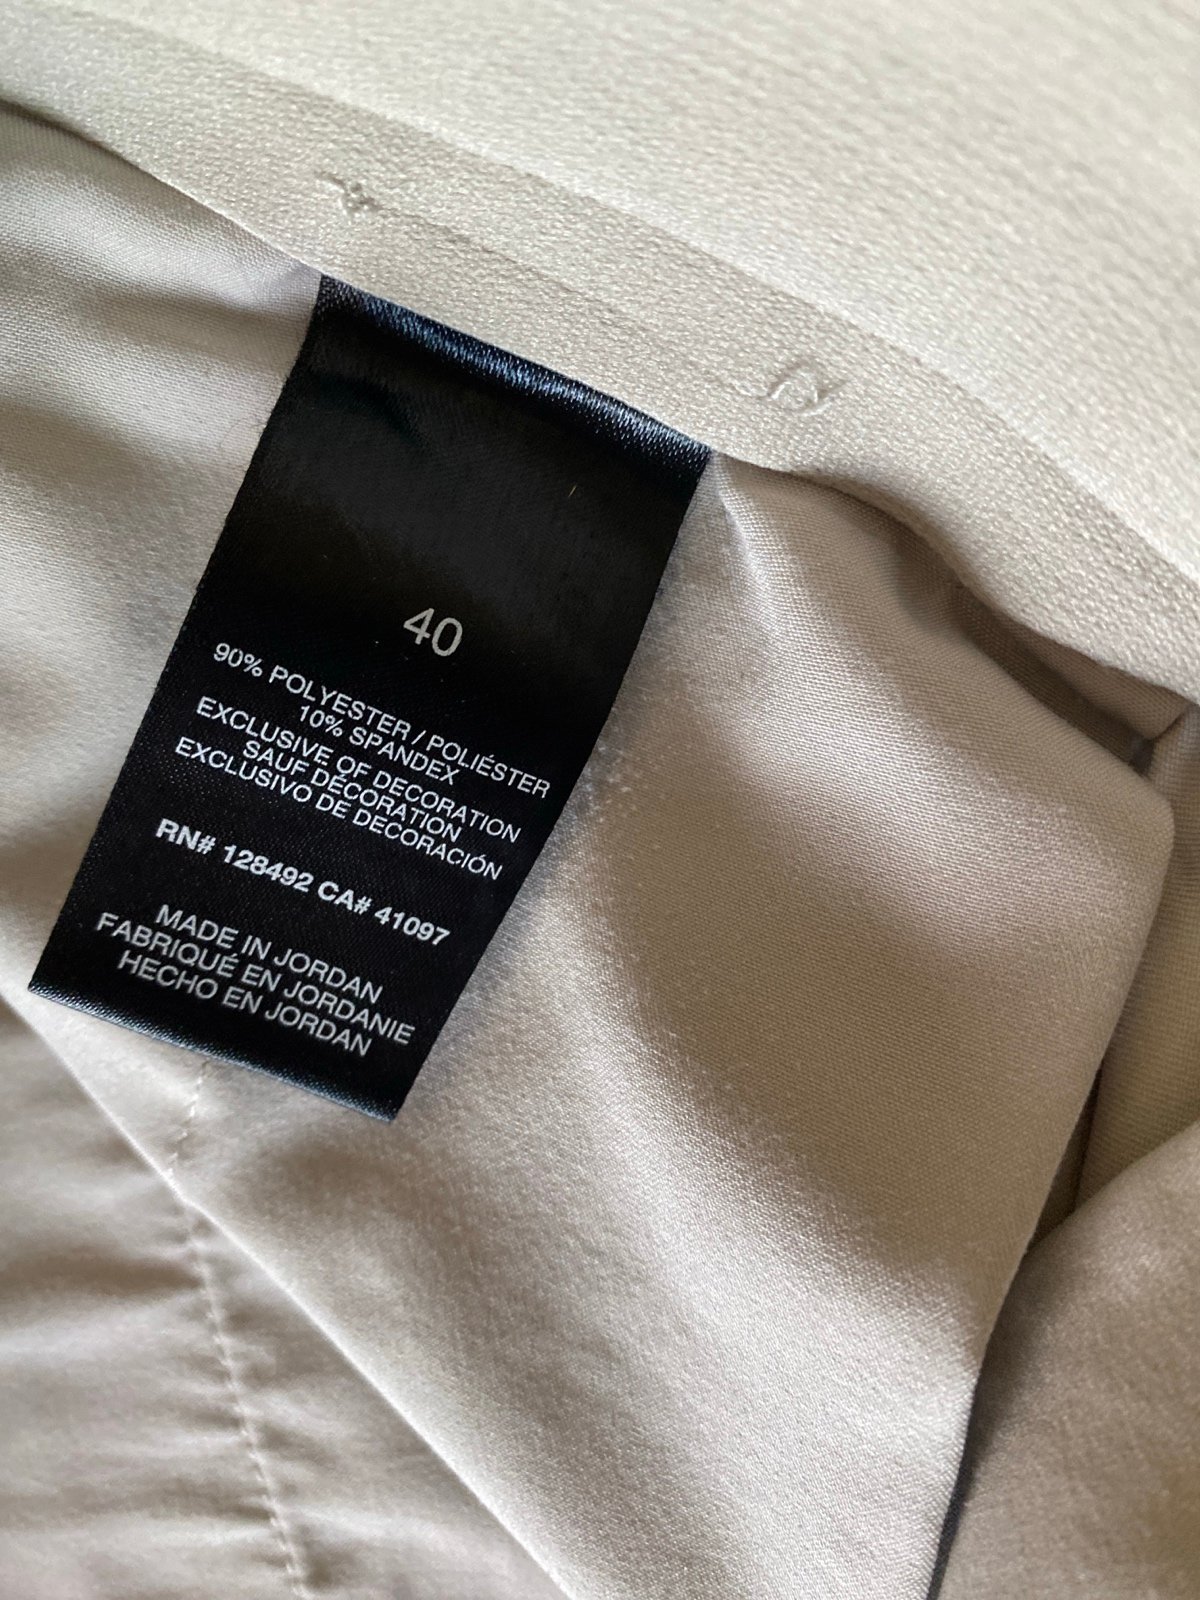 40
90% POLYESTER / POLIÉSTER
10% SPANDEX
EXCLUSIVE OF DECORATION
SAUF DÉCORATION
EXCLUSIVO DE DECORACIÓN
RN# 128492 CA# 41097
MADE IN JORDAN
FABRIQUÉ EN JORDANIE
HECHO EN JORDAN